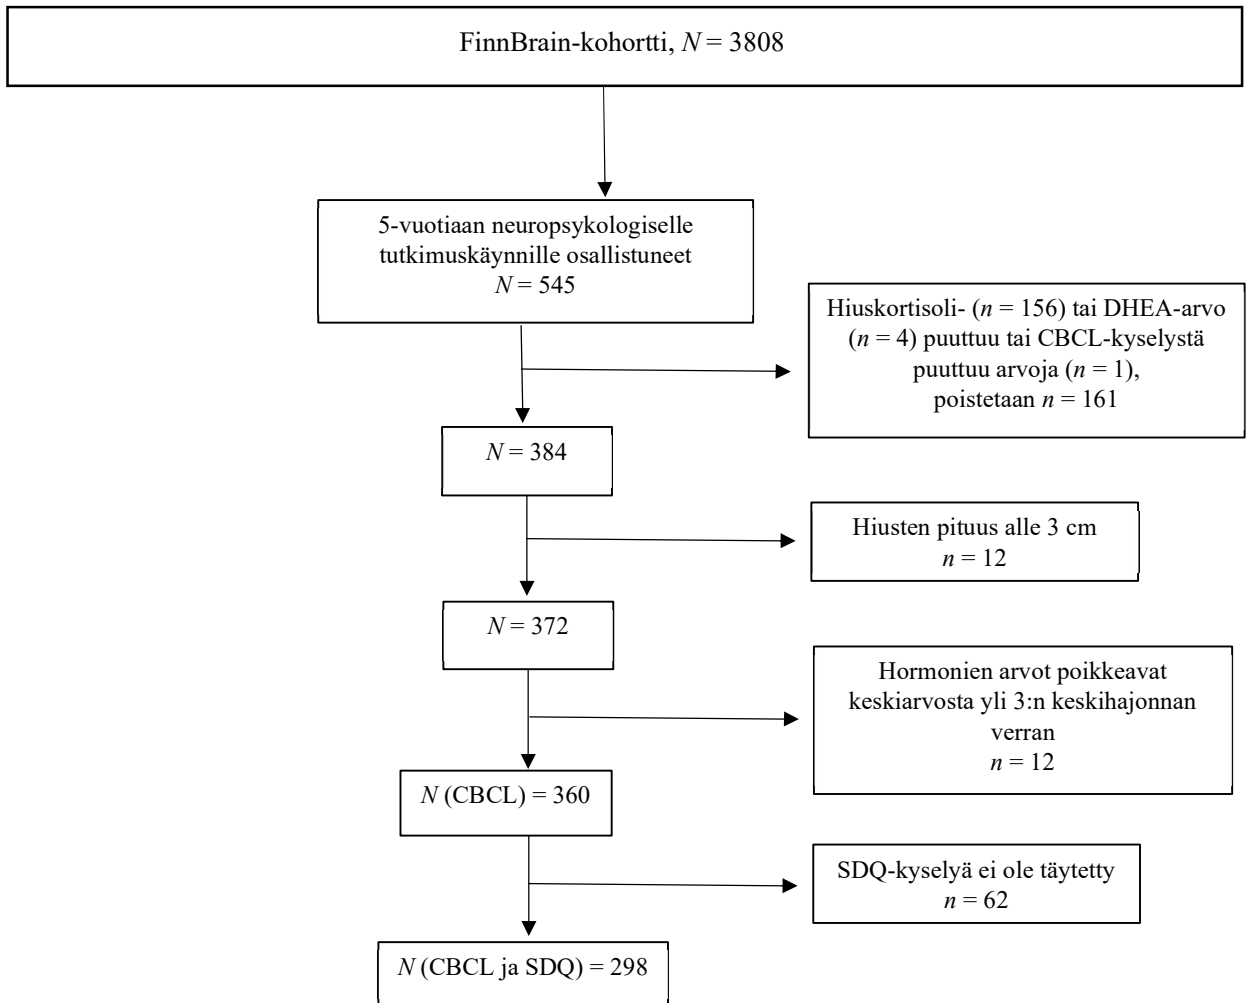 FinnBrain-kohortti, N = 3808
5-vuotiaan neuropsykologiselle
tutkimuskäynnille osallistuneet
N = 545
Hiuskortisoli- (n = 156) tai DHEA-arvo
(n = 4) puuttuu tai CBCL-kyselystä
puuttuu arvoja (n = 1),
poistetaan n = 161
N = 384
Hiusten pituus alle 3 cm
n = 12
N = 372
Hormonien arvot poikkeavat
keskiarvosta yli 3:n keskihajonnan
verran
n = 12
N (CBCL) = 360
SDQ-kyselyä ei ole täytetty
n = 62
N (CBCL ja SDQ) = 298